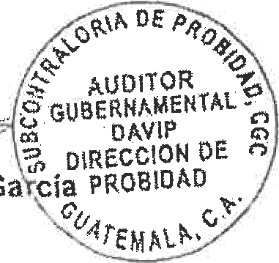 SUBCONTRALORIA DE PROBIDAD, CGC
AUDITOR
GUBERNAMENTAL
DAVIP
DIRECCION DE
García PROBIDAD
GUATEMALA, C.A.